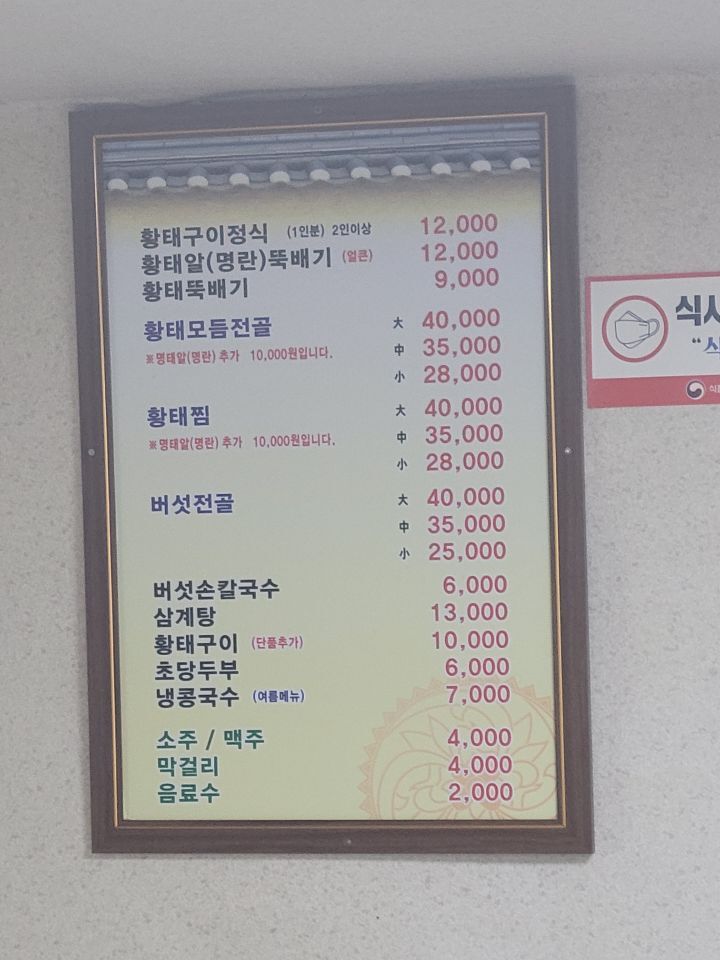 황태구이정식 (1인분) 2인이상 12,000
황태알(명란)뚝배기 (얼큰) 12,000
황태뚝배기 9,000
황태모듬전골 大 40,000
※명태알(명란) 추가 10,000원입니다. 中 35,000
小 28,000
황태찜 大 40,000
※명태알(명란) 추가 10,000원입니다. 中 35,000
小 28,000
버섯전골 大 40,000
中 35,000
小 25,000
버섯손칼국수 6,000
삼계탕 13,000
황태구이 (단품추가) 10,000
초당두부 6,000
냉콩국수 (여름메뉴) 7,000
소주 / 맥주 4,000
막걸리 4,000
음료수 2,000